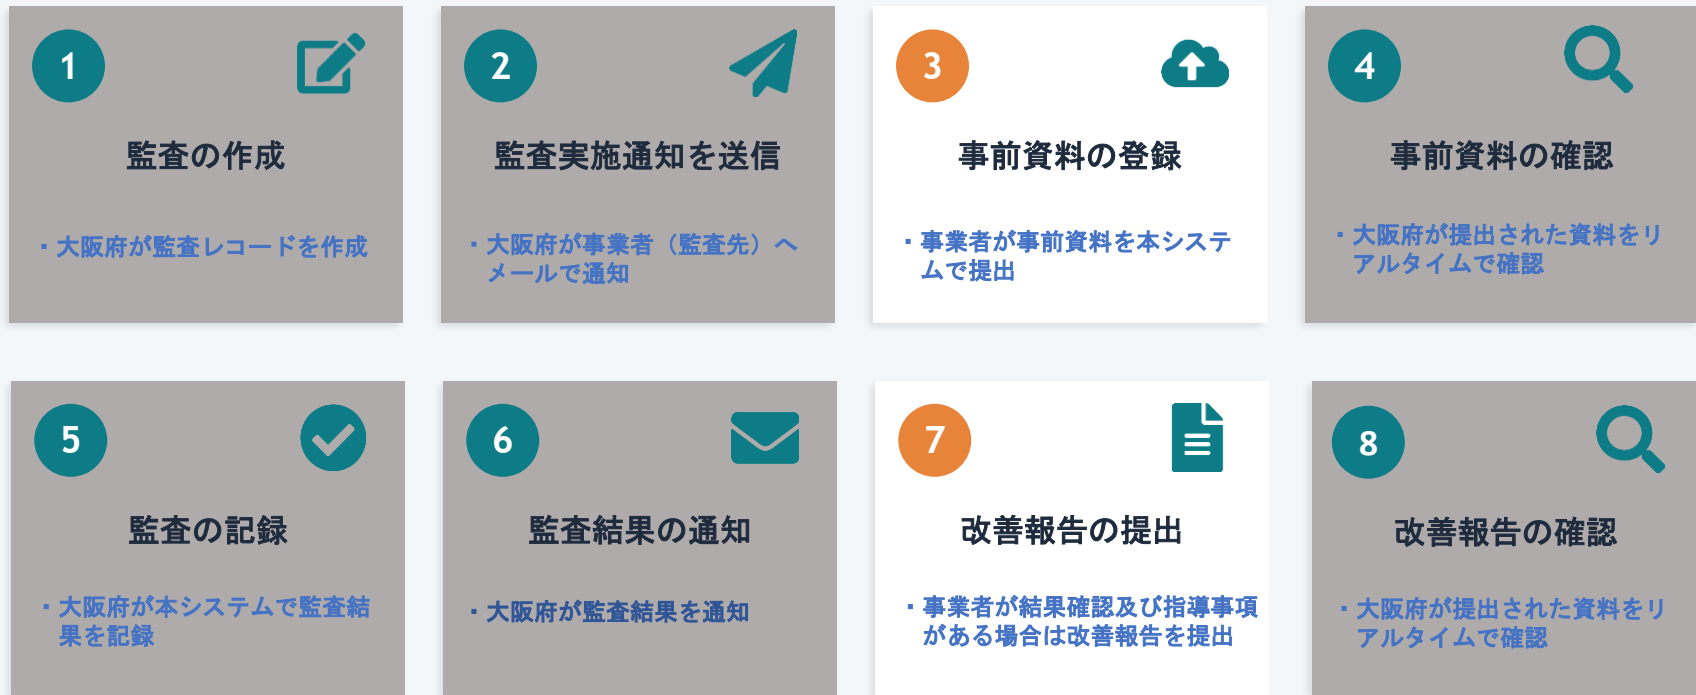 1
監査の作成
・大阪府が監査レコードを作成
2
監査実施通知を送信
・大阪府が事業者（監査先）へ
メールで通知
3
事前資料の登録
・事業者が事前資料を本システ
ムで提出
4
事前資料の確認
・大阪府が提出された資料をリ
アルタイムで確認
5
監査の記録
・大阪府が本システムで監査結
果を記録
6
監査結果の通知
・大阪府が監査結果を通知
7
改善報告の提出
・事業者が結果確認及び指導事項
がある場合は改善報告を提出
8
改善報告の確認
・大阪府が提出された資料をリ
アルタイムで確認